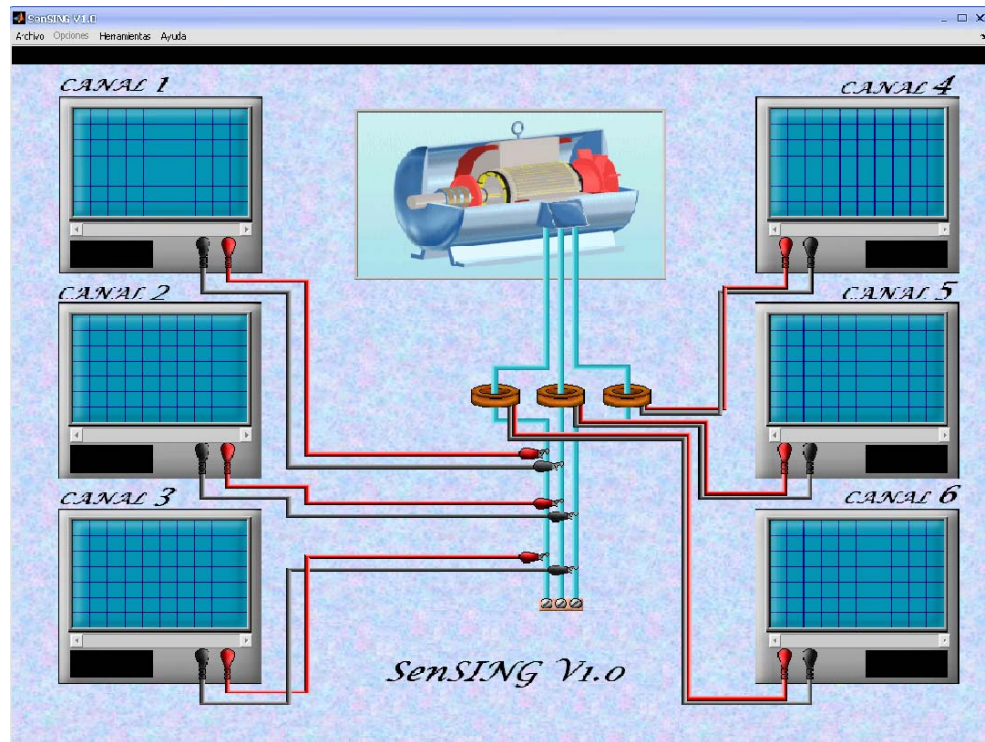 SenSING V1.0
Archivo Opciones Herramientas Ayuda
CANAL 1
CANAL 4
CANAL 2
CANAL 5
CANAL 3
CANAL 6
SenSING V1.0